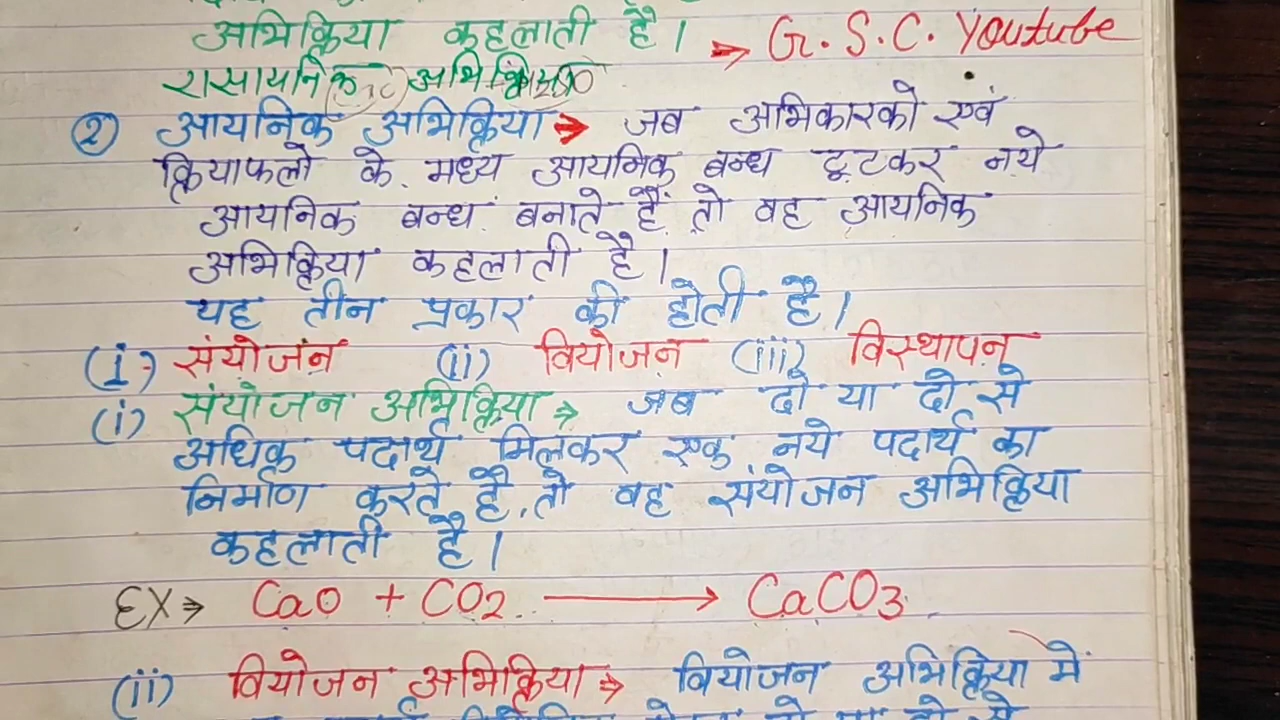 अभिक्रिया कहलाती है। → G.S.C. Youtube
रासायनिक अभि
② आयनिक अभिक्रिया → जब अभिकारको एवं
क्रियाफलो के मध्य आयनिक बन्ध टूटकर नये
आयनिक बन्ध बनाते हैं, तो वह आयनिक
अभिक्रिया कहलाती है।
यह तीन प्रकार की होती है।
(i) संयोजन (ii) वियोजन (iii) विस्थापन
(i) संयोजन अभिक्रिया ⇒ जब दो या दो से
अधिक पदार्थ मिलकर एक नये पदार्थ का
निर्माण करते है, तो वह संयोजन अभिक्रिया
कहलाती है।
EX ⇒ CaO + CO2 → CaCO3
(ii) वियोजन अभिक्रिया ⇒ वियोजन अभिक्रिया में